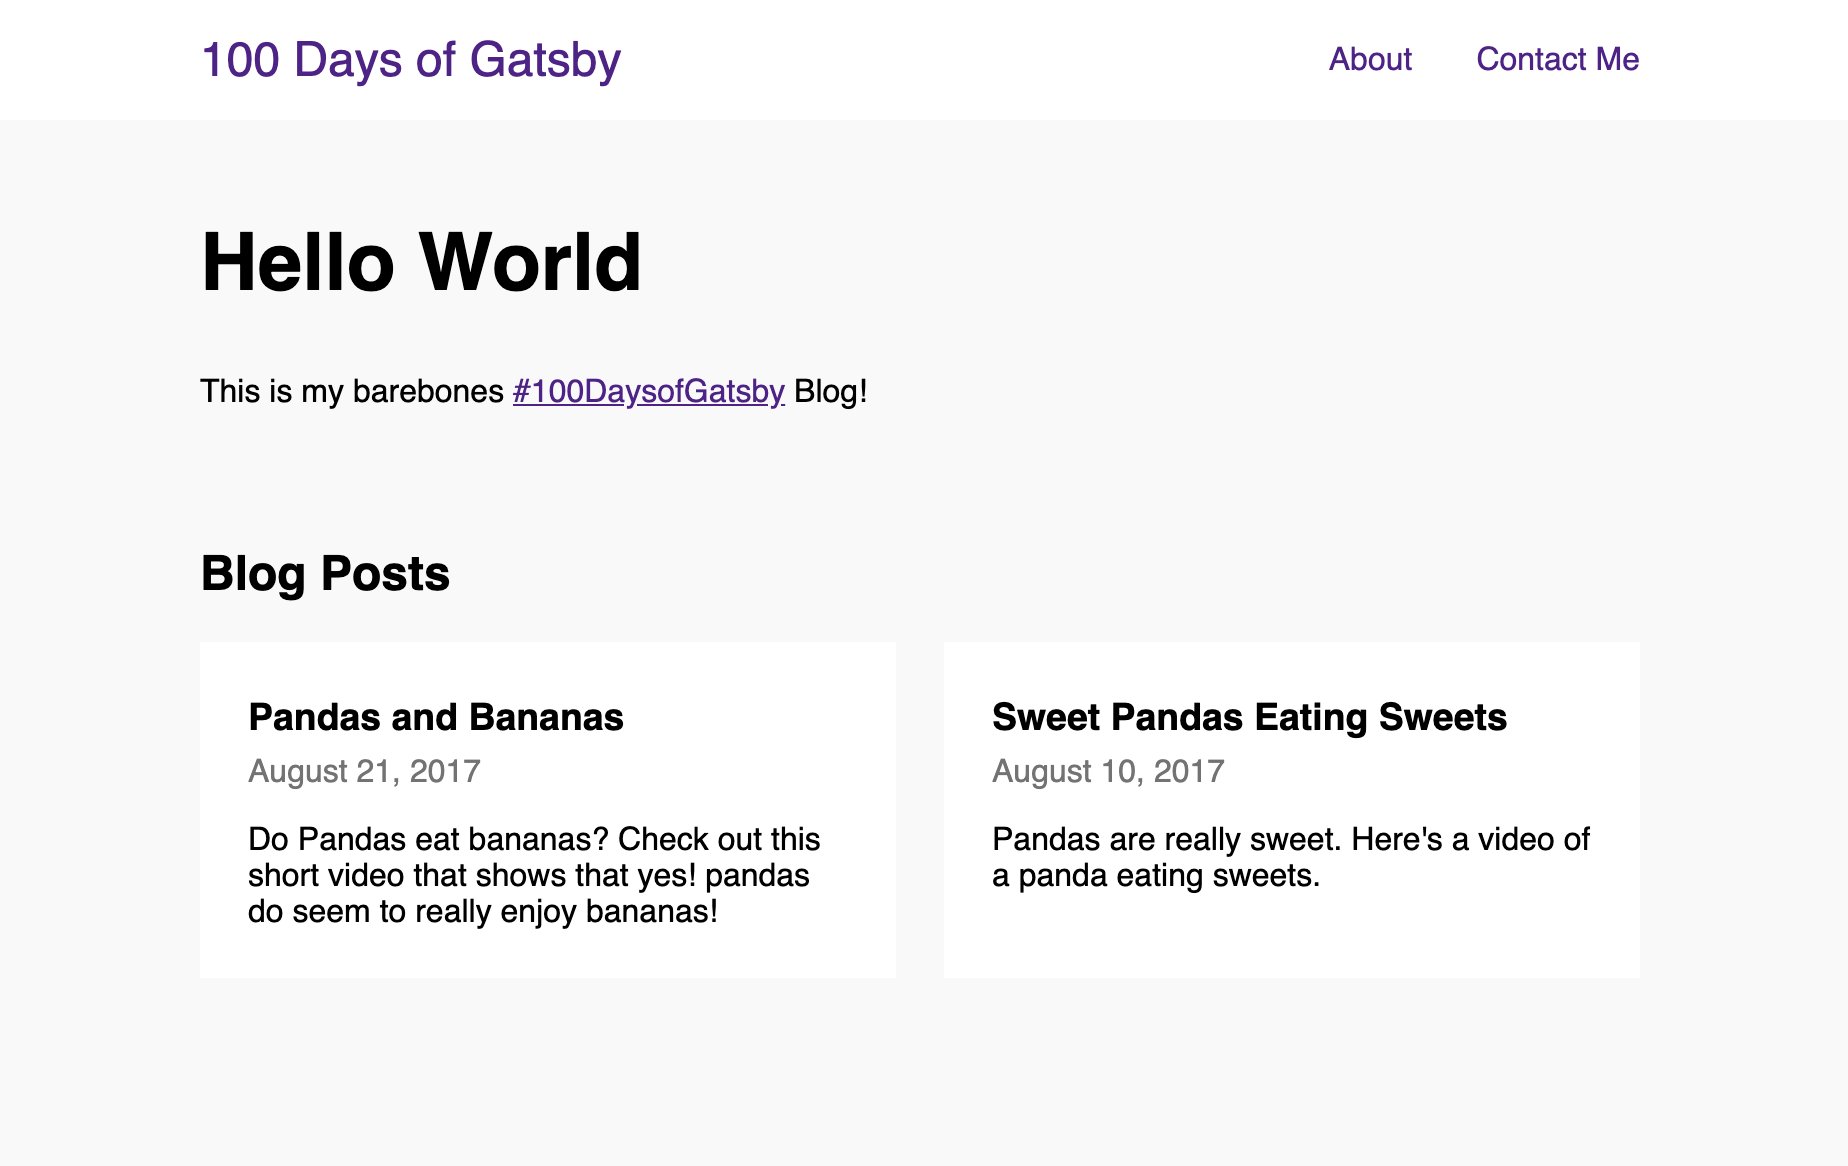 100 Days of Gatsby
About
Contact Me
Hello World
This is my barebones #100DaysofGatsby Blog!
Blog Posts
Pandas and Bananas
August 21, 2017
Do Pandas eat bananas? Check out this
short video that shows that yes! pandas
do seem to really enjoy bananas!
Sweet Pandas Eating Sweets
August 10, 2017
Pandas are really sweet. Here's a video of
a panda eating sweets.